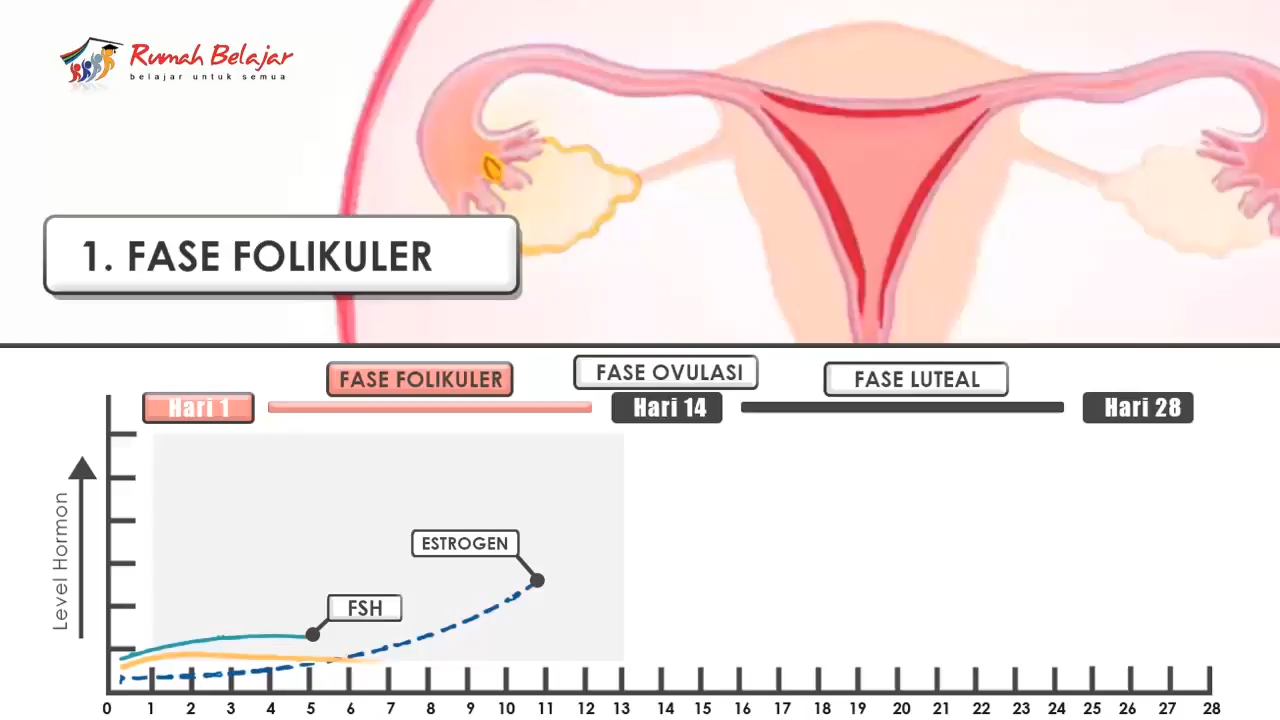 Rumah Belajar
belajar untuk semua
1. FASE FOLIKULER
FASE FOLIKULER
FASE OVULASI
FASE LUTEAL
Hari 1
Hari 14
Hari 28
Level Hormon
ESTROGEN
FSH
0 1 2 3 4 5 6 7 8 9 10 11 12 13 14 15 16 17 18 19 20 21 22 23 24 25 26 27 28